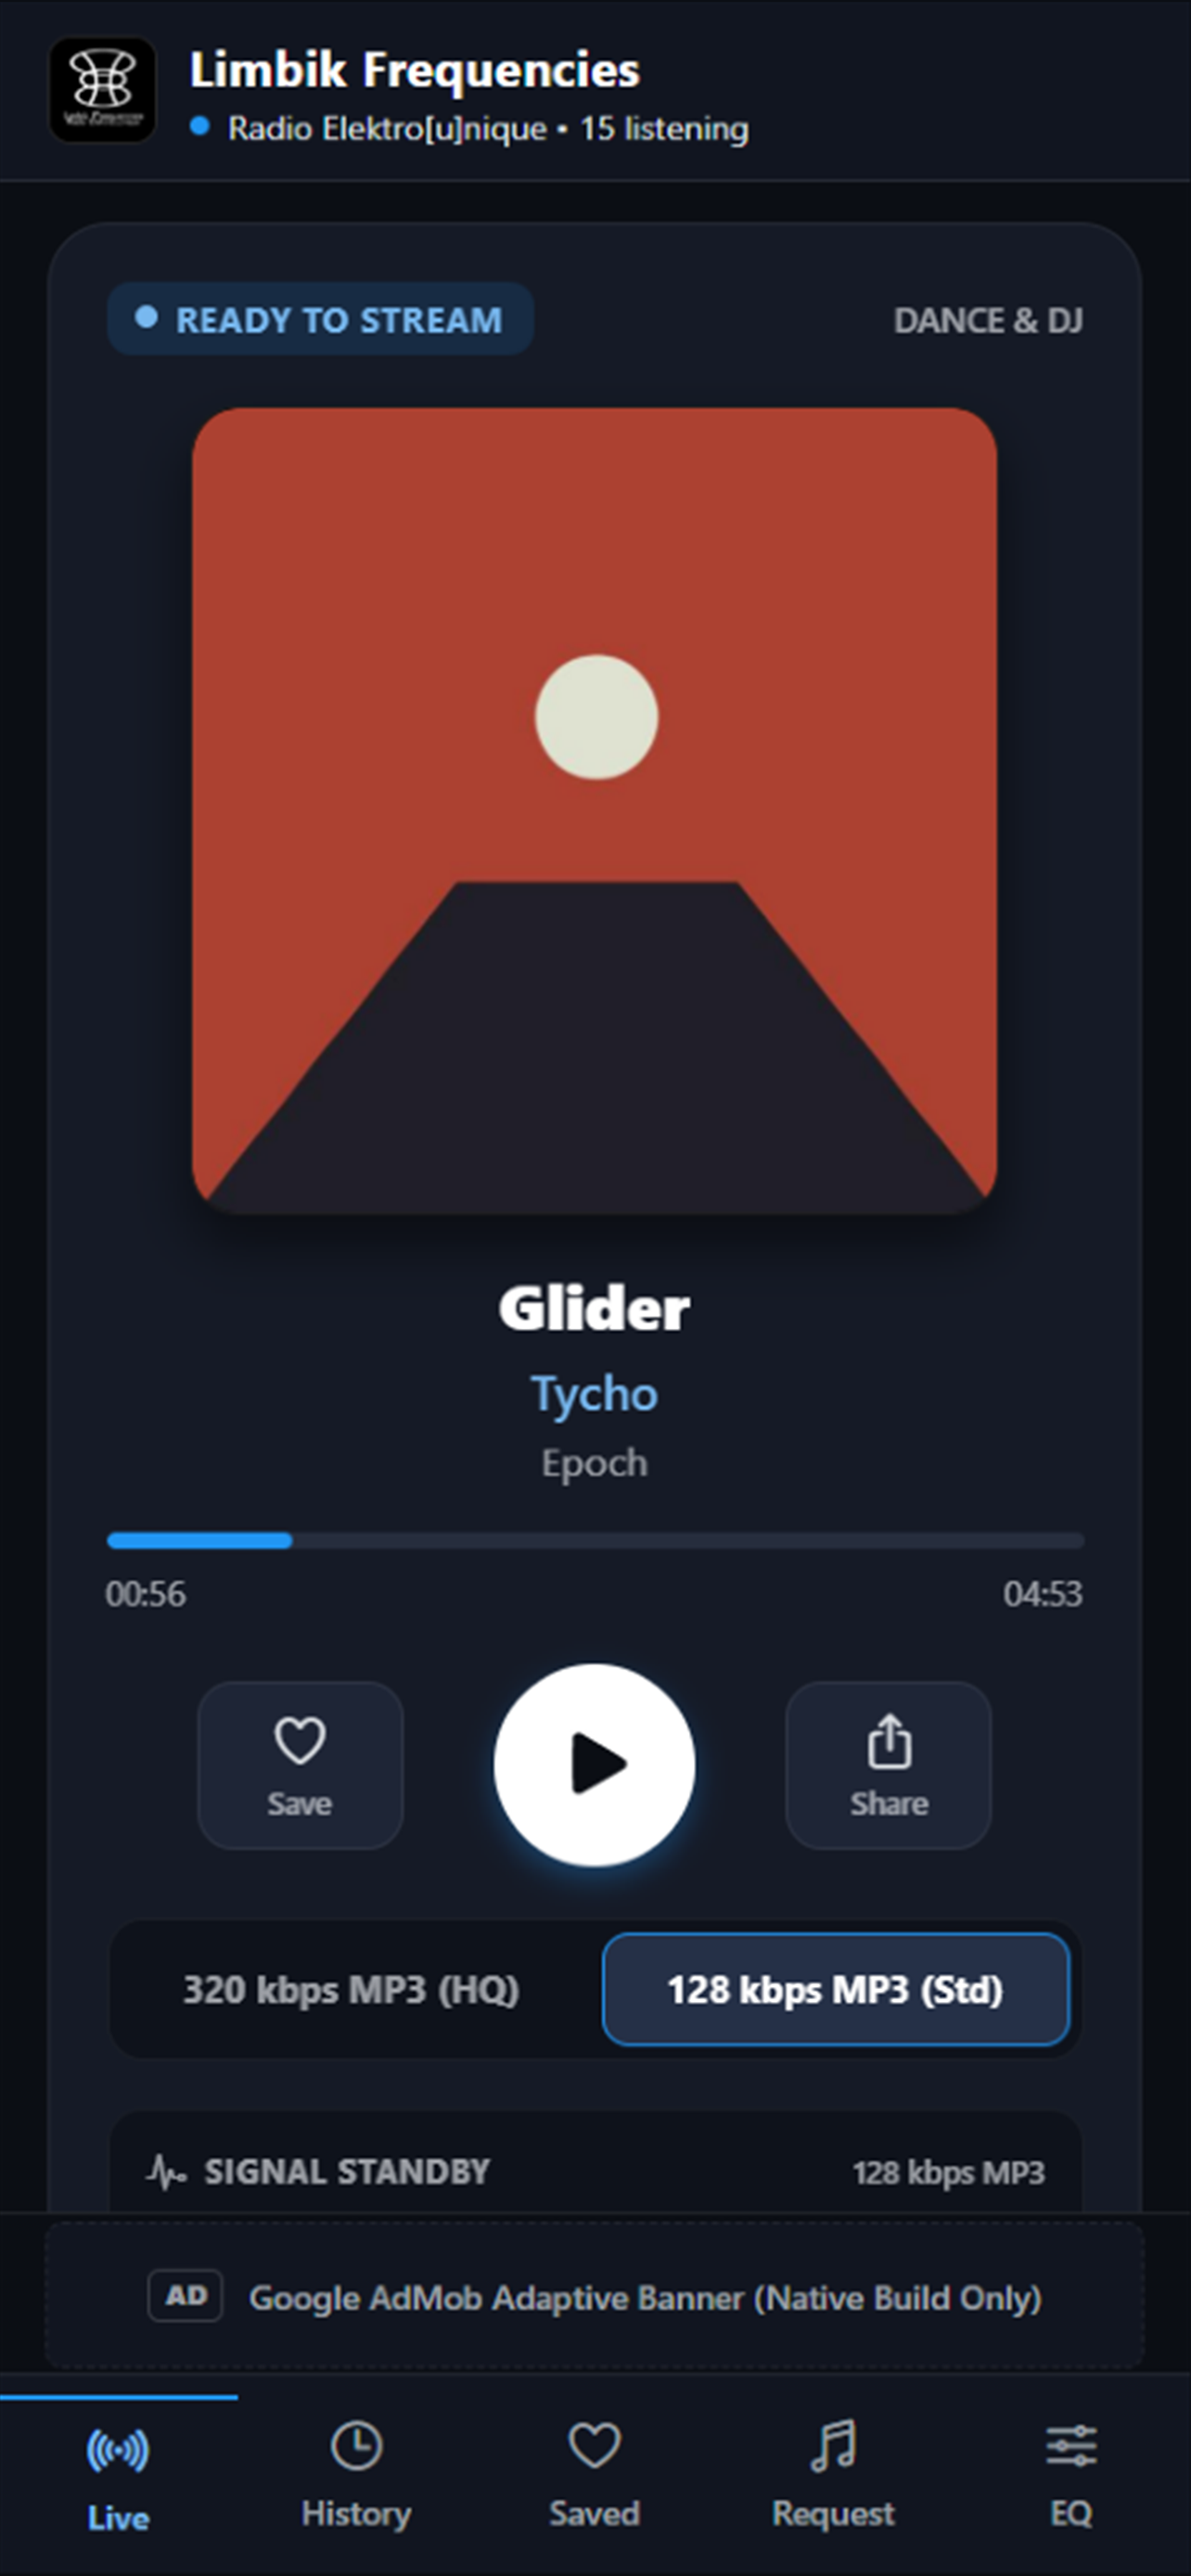 Limbik Frequencies
Radio Elektro[u]nique • 15 listening
READY TO STREAM
DANCE & DJ
Glider
Tycho
Epoch
00:56
04:53
Save
Share
320 kbps MP3 (HQ)
128 kbps MP3 (Std)
SIGNAL STANDBY
128 kbps MP3
AD
Google AdMob Adaptive Banner (Native Build Only)
Live
History
Saved
Request
EQ